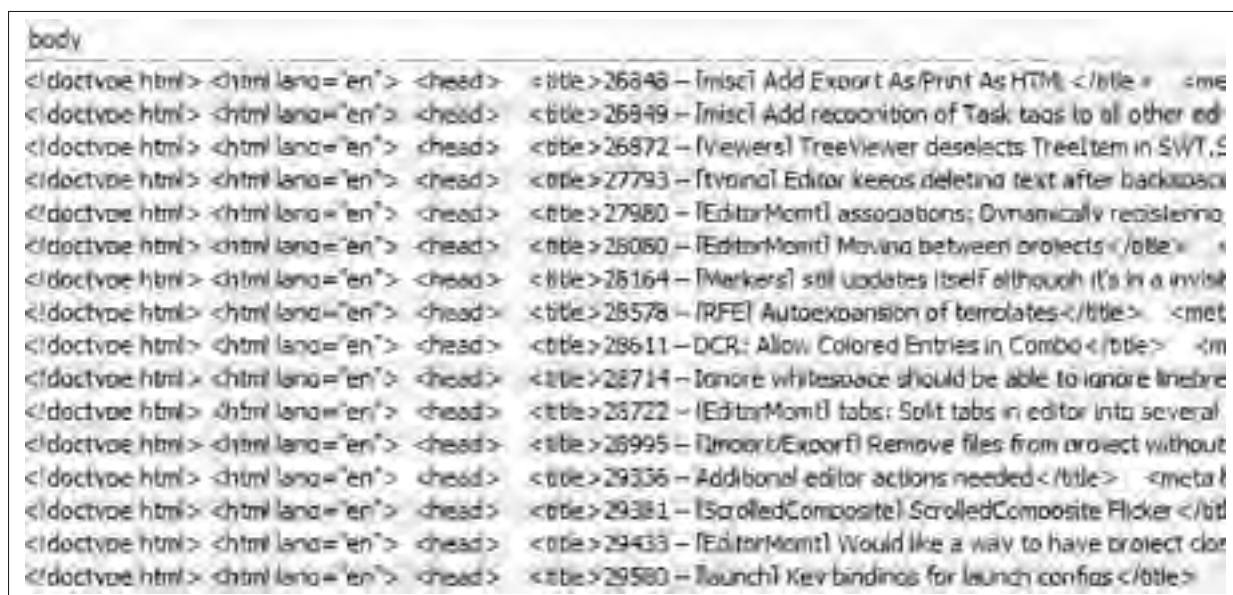 body
<!doctype html> <html lang="en"> <head> <title>26848 – [misc] Add Export As/Print As HTML</title> <me
<!doctype html> <html lang="en"> <head> <title>26849 – [misc] Add recognition of Task tags to all other edi
<!doctype html> <html lang="en"> <head> <title>26872 – [Viewers] TreeViewer deselects TreeItem in SWT.S
<!doctype html> <html lang="en"> <head> <title>27793 – [typing] Editor keeps deleting text after backspace
<!doctype html> <html lang="en"> <head> <title>27980 – [EditorMgmt] associations: Dynamically registering
<!doctype html> <html lang="en"> <head> <title>28080 – [EditorMgmt] Moving between projects</title> <
<!doctype html> <html lang="en"> <head> <title>28164 – [Markers] still updates itself although it's in a invisib
<!doctype html> <html lang="en"> <head> <title>28578 – [RFE] Autoexpansion of templates</title> <met
<!doctype html> <html lang="en"> <head> <title>28611 – DCR: Allow Colored Entries in Combo</title> <m
<!doctype html> <html lang="en"> <head> <title>28714 – Ignore whitespace should be able to ignore linebre
<!doctype html> <html lang="en"> <head> <title>28722 – [EditorMgmt] tabs: Split tabs in editor into several
<!doctype html> <html lang="en"> <head> <title>28995 – [Import/Export] Remove files from project without
<!doctype html> <html lang="en"> <head> <title>29336 – Additional editor actions needed</title> <meta h
<!doctype html> <html lang="en"> <head> <title>29381 – [ScrolledComposite] ScrolledComposite Flicker</titl
<!doctype html> <html lang="en"> <head> <title>29433 – [EditorMgmt] Would like a way to have project clos
<!doctype html> <html lang="en"> <head> <title>29580 – [launch] Key bindings for launch configs</title>